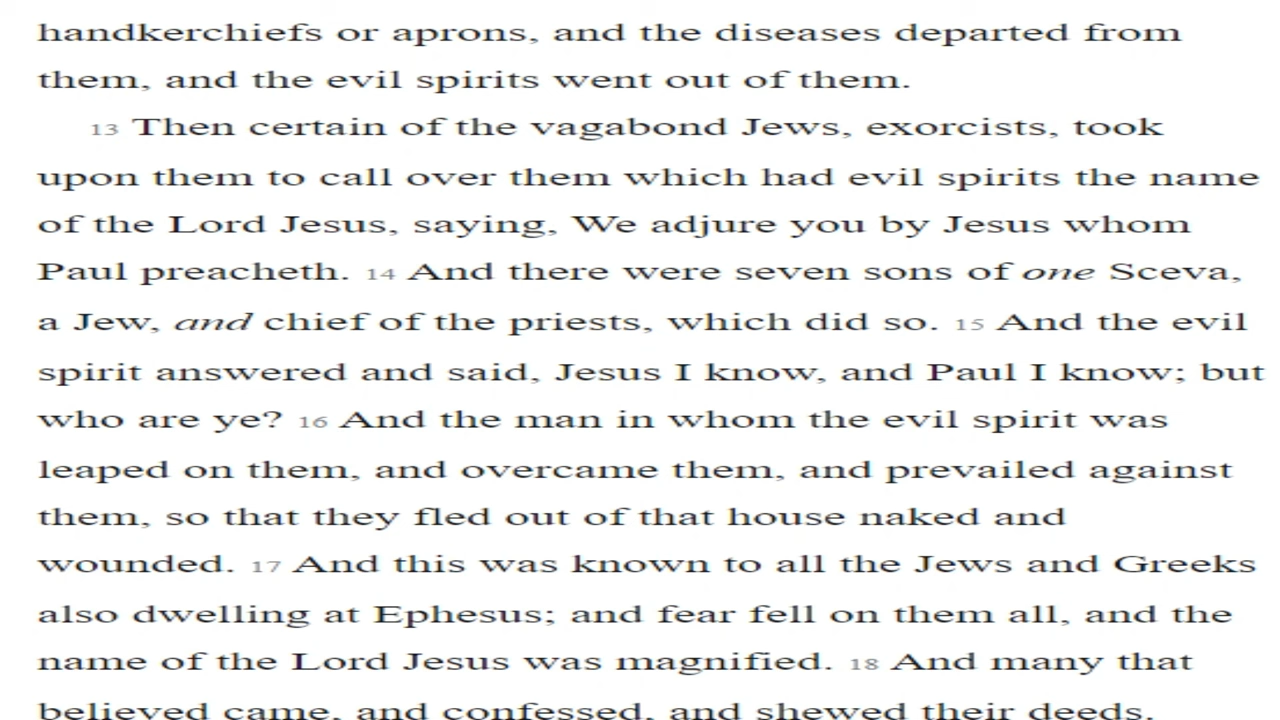 handkerchiefs or aprons, and the diseases departed from
them, and the evil spirits went out of them.
13 Then certain of the vagabond Jews, exorcists, took
upon them to call over them which had evil spirits the name
of the Lord Jesus, saying, We adjure you by Jesus whom
Paul preacheth. 14 And there were seven sons of one Sceva,
a Jew, and chief of the priests, which did so. 15 And the evil
spirit answered and said, Jesus I know, and Paul I know; but
who are ye? 16 And the man in whom the evil spirit was
leaped on them, and overcame them, and prevailed against
them, so that they fled out of that house naked and
wounded. 17 And this was known to all the Jews and Greeks
also dwelling at Ephesus; and fear fell on them all, and the
name of the Lord Jesus was magnified. 18 And many that
believed came, and confessed, and shewed their deeds.